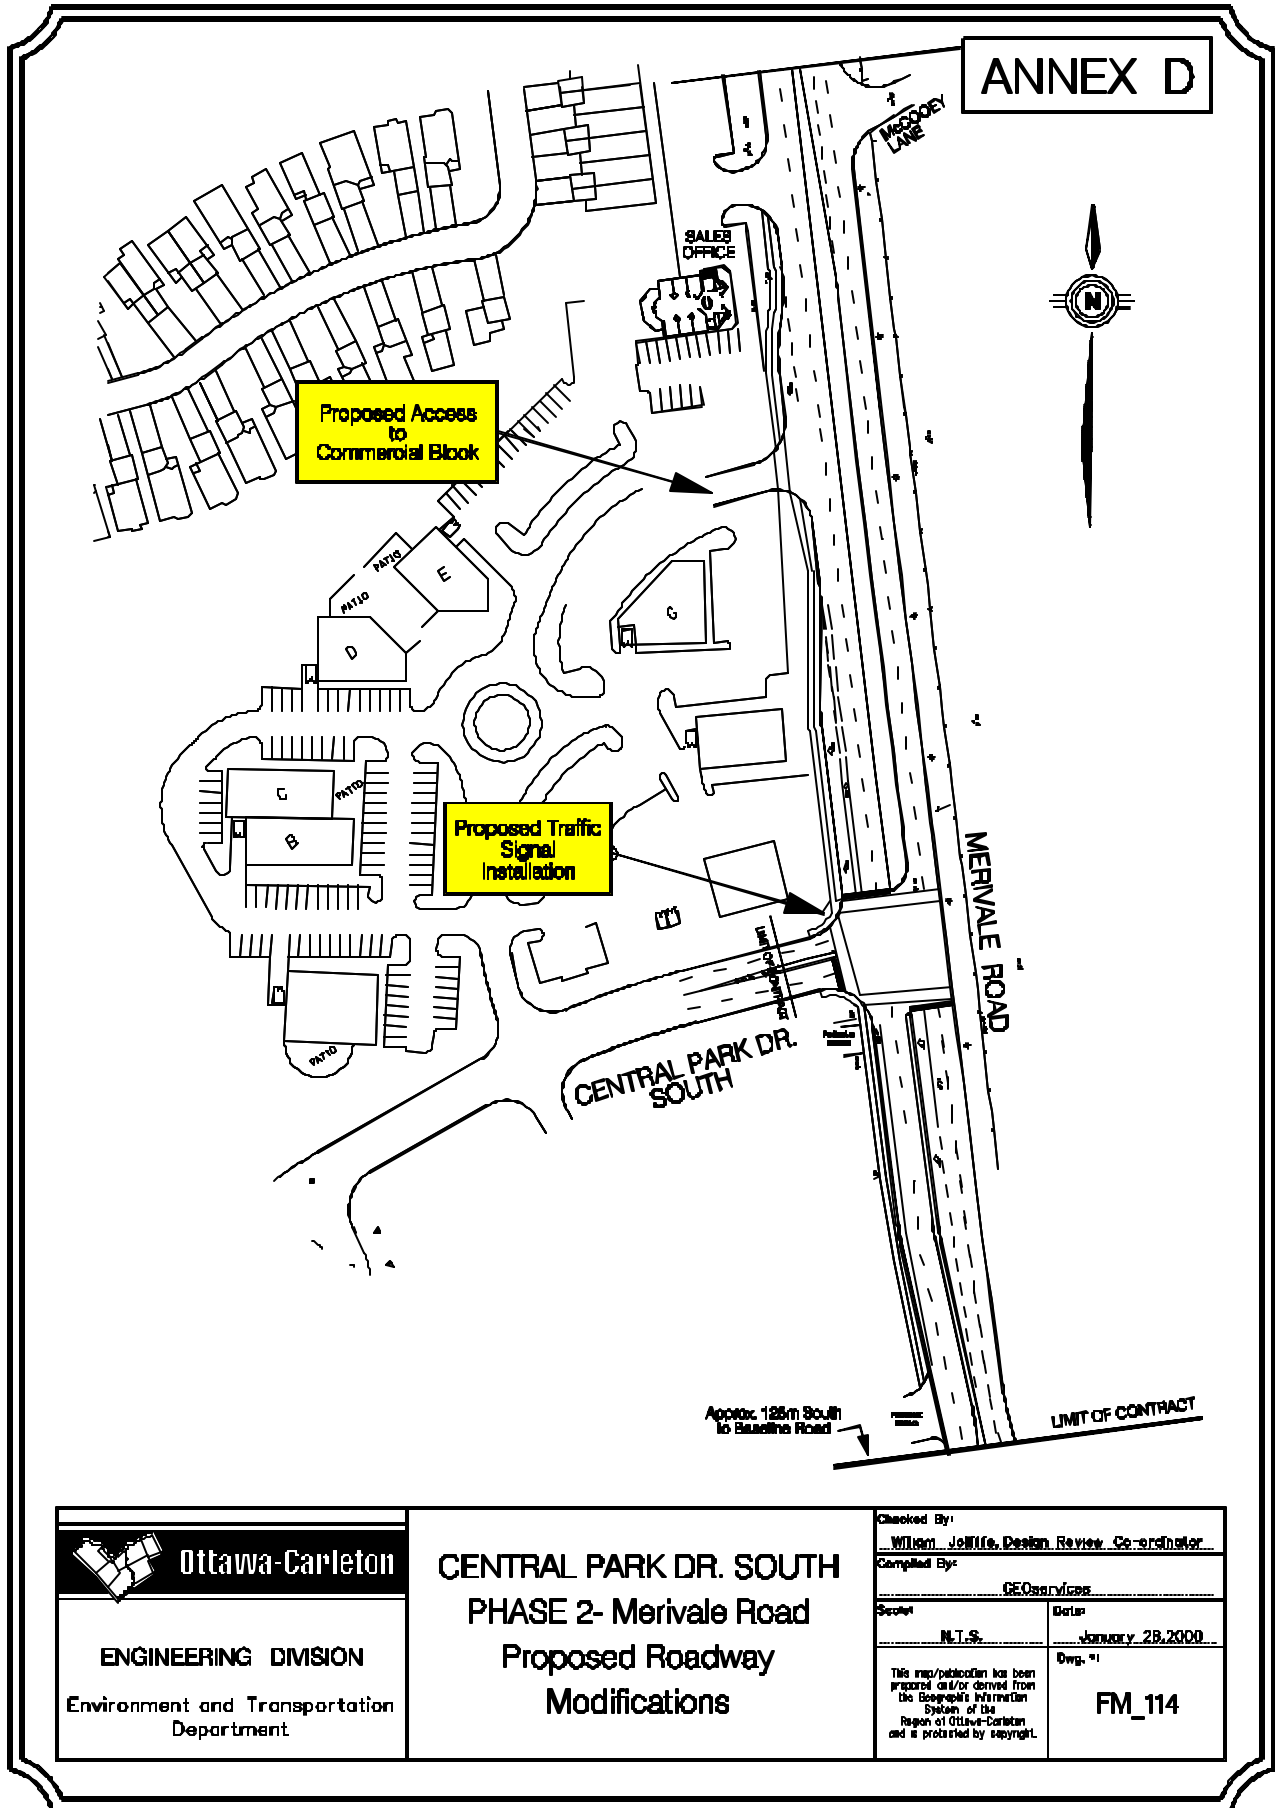 ANNEX D
McCOOEY
LANE
SALES
OFFICE
N
Proposed Access
to
Commercial Block
PATIO
E
PATIO
G
D
C
PATIO
B
Proposed Traffic
Signal
Installation
MERIVALE ROAD
LIMIT OF CONTRACT
PATIO
CENTRAL PARK DR.
SOUTH
Approx. 125m South
to Baseline Road
LIMIT OF CONTRACT
Ottawa-Carleton
ENGINEERING DIVISION
Environment and Transportation
Department
CENTRAL PARK DR. SOUTH
PHASE 2- Merivale Road
Proposed Roadway
Modifications
Checked By:
William Jolliffe, Design Review Co-ordinator
Compiled By:
GEOservices
Scale:
N.T.S.
Date:
January 28,2000
This map/publication has been
prepared and/or derived from
the Geographic Information
System of the
Region of Ottawa-Carleton
and is protected by copyright.
Dwg. #:
FM_114